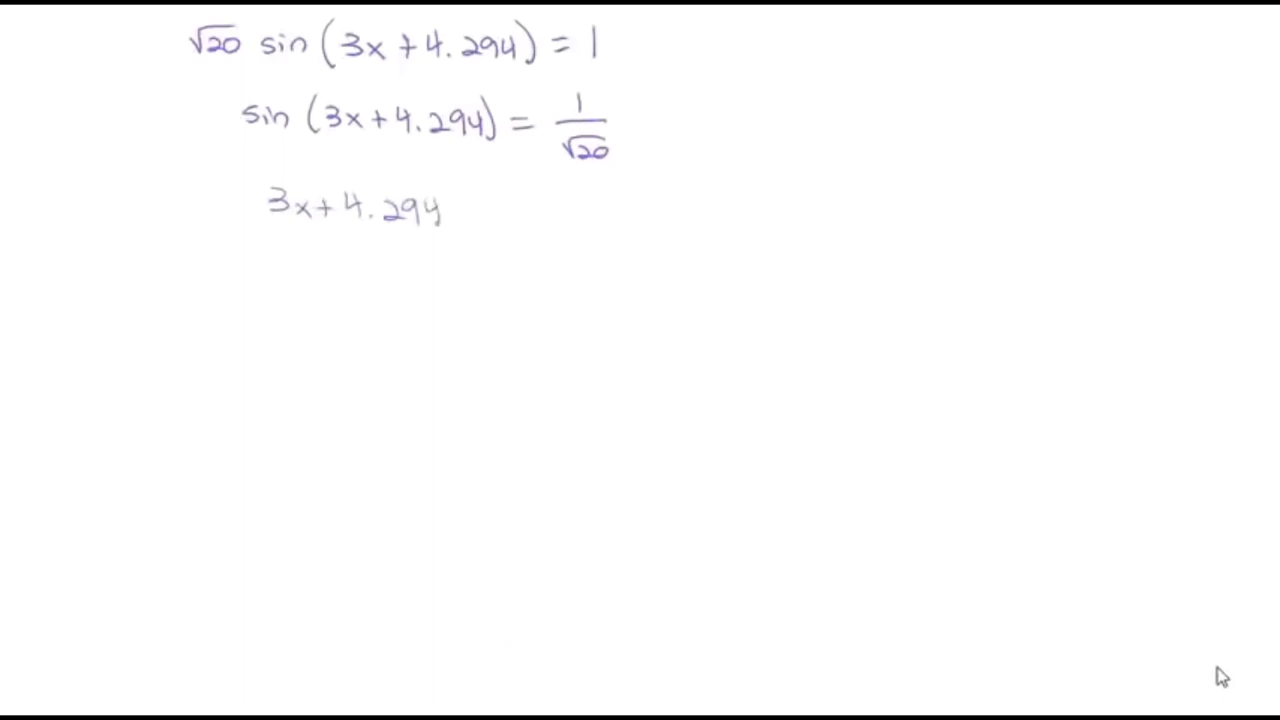 √20 sin (3x + 4.294) = 1
sin (3x + 4.294) = 1/√20
3x + 4.294